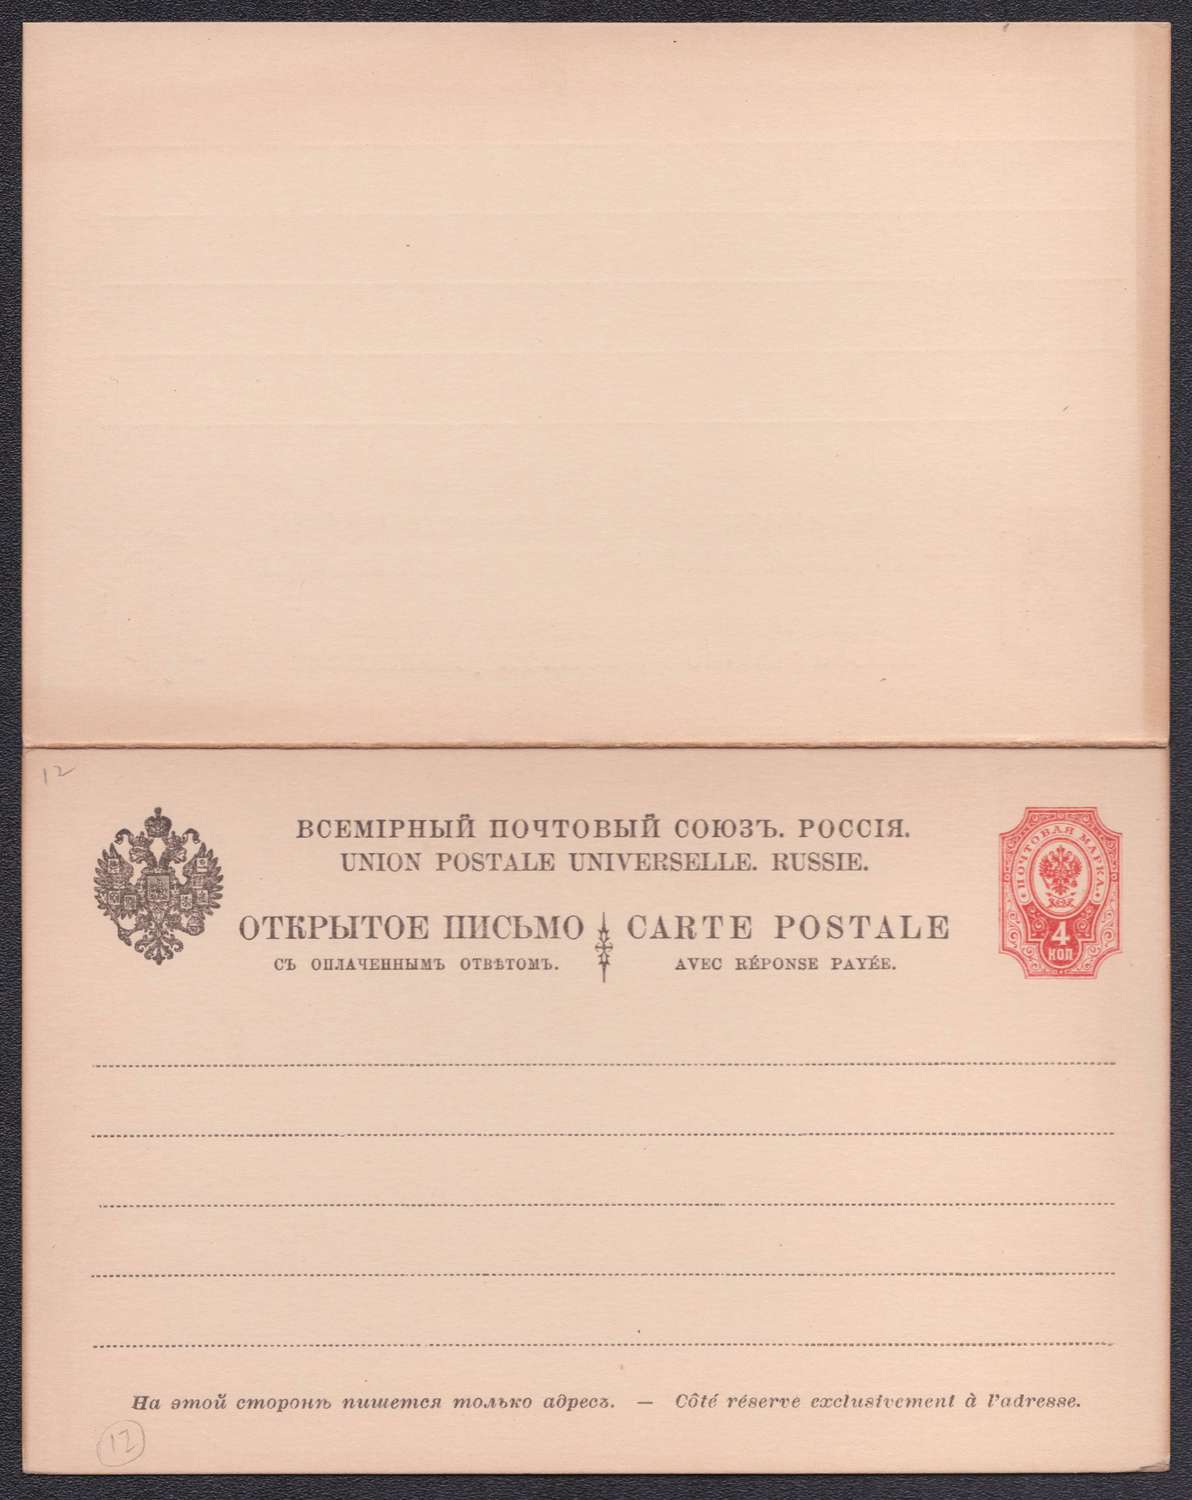 12
ВСЕМІРНЫЙ ПОЧТОВЫЙ СОЮЗЪ. РОССІЯ.
UNION POSTALE UNIVERSELLE. RUSSIE.
ОТКРЫТОЕ ПИСЬМО CARTE POSTALE
СЪ ОПЛАЧЕННЫМЪ ОТВѢТОМЪ. AVEC RÉPONSE PAYÉE.
ПОЧТОВАЯ МАРКА
4
КОП
На этой сторонѣ пишется только адресъ. — Côté réserve exclusivement à l'adresse.
12